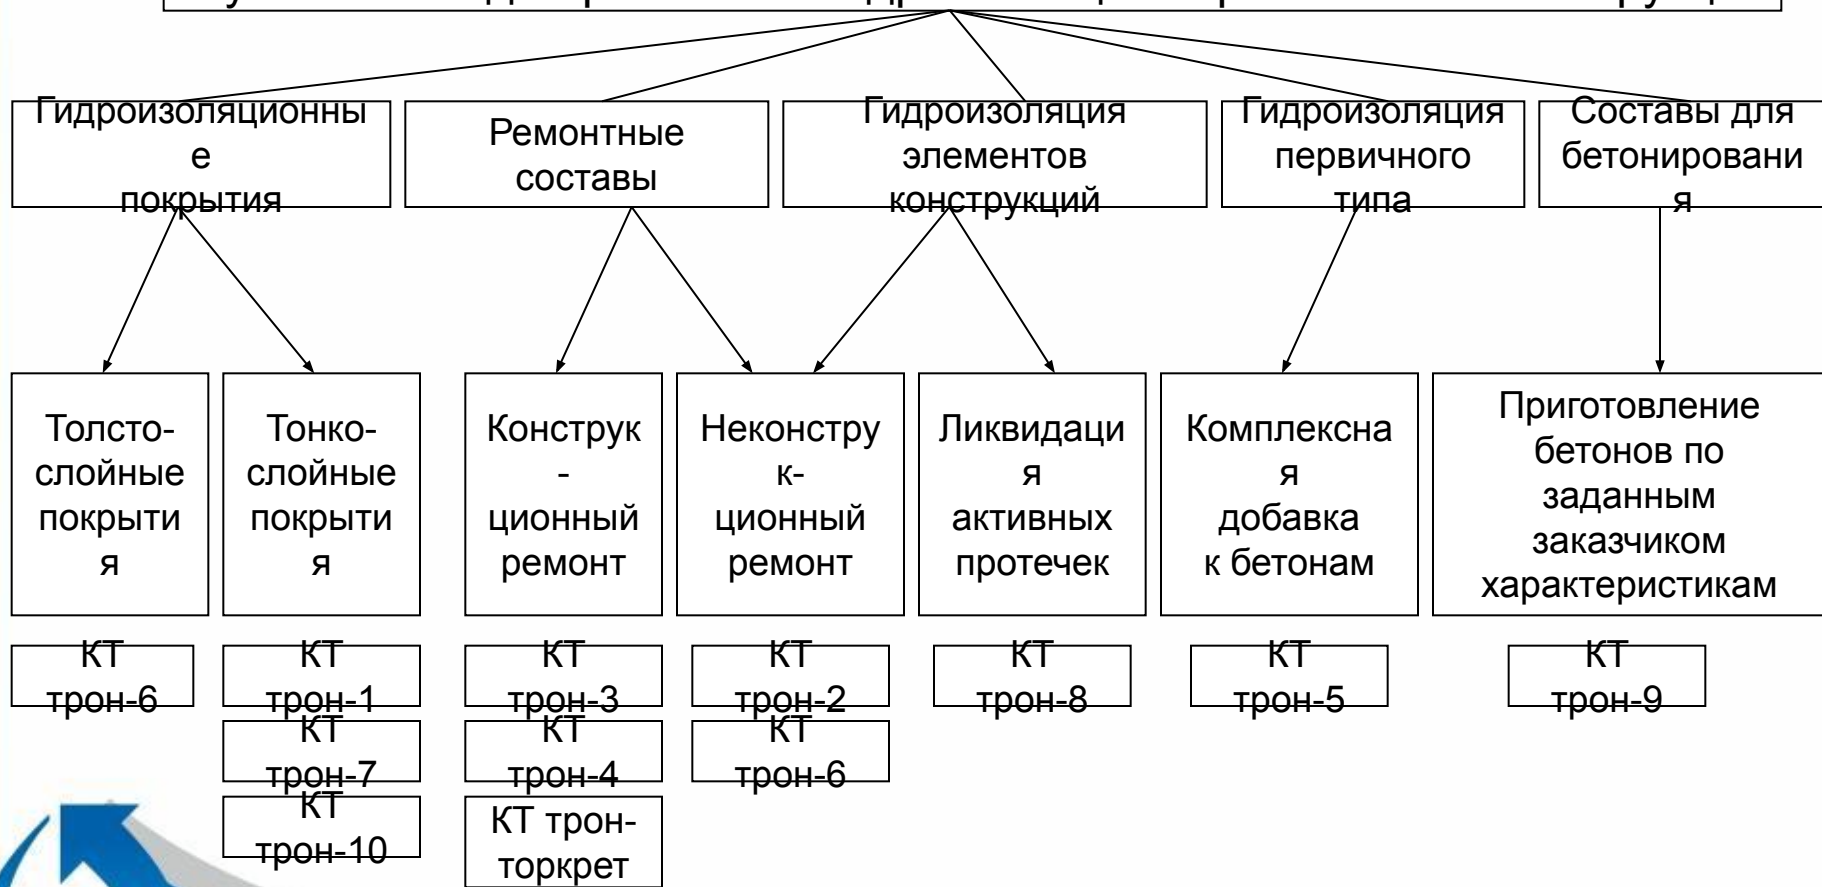 Гидроизоляционны
е
покрытия
Ремонтные
составы
Гидроизоляция
элементов
конструкций
Гидроизоляция
первичного
типа
Составы для
бетонировани
я
Толсто-
слойные
покрыти
я
Тонко-
слойные
покрыти
я
Конструк
-
ционный
ремонт
Неконстру
к-
ционный
ремонт
Ликвидаци
я
активных
протечек
Комплексна
я
добавка
к бетонам
Приготовление
бетонов по
заданным
заказчиком
характеристикам
КТ
трон-6
КТ
трон-1
КТ
трон-3
КТ
трон-2
КТ
трон-8
КТ
трон-5
КТ
трон-9
КТ
трон-7
КТ
трон-4
КТ
трон-6
КТ
трон-10
КТ трон-
торкрет